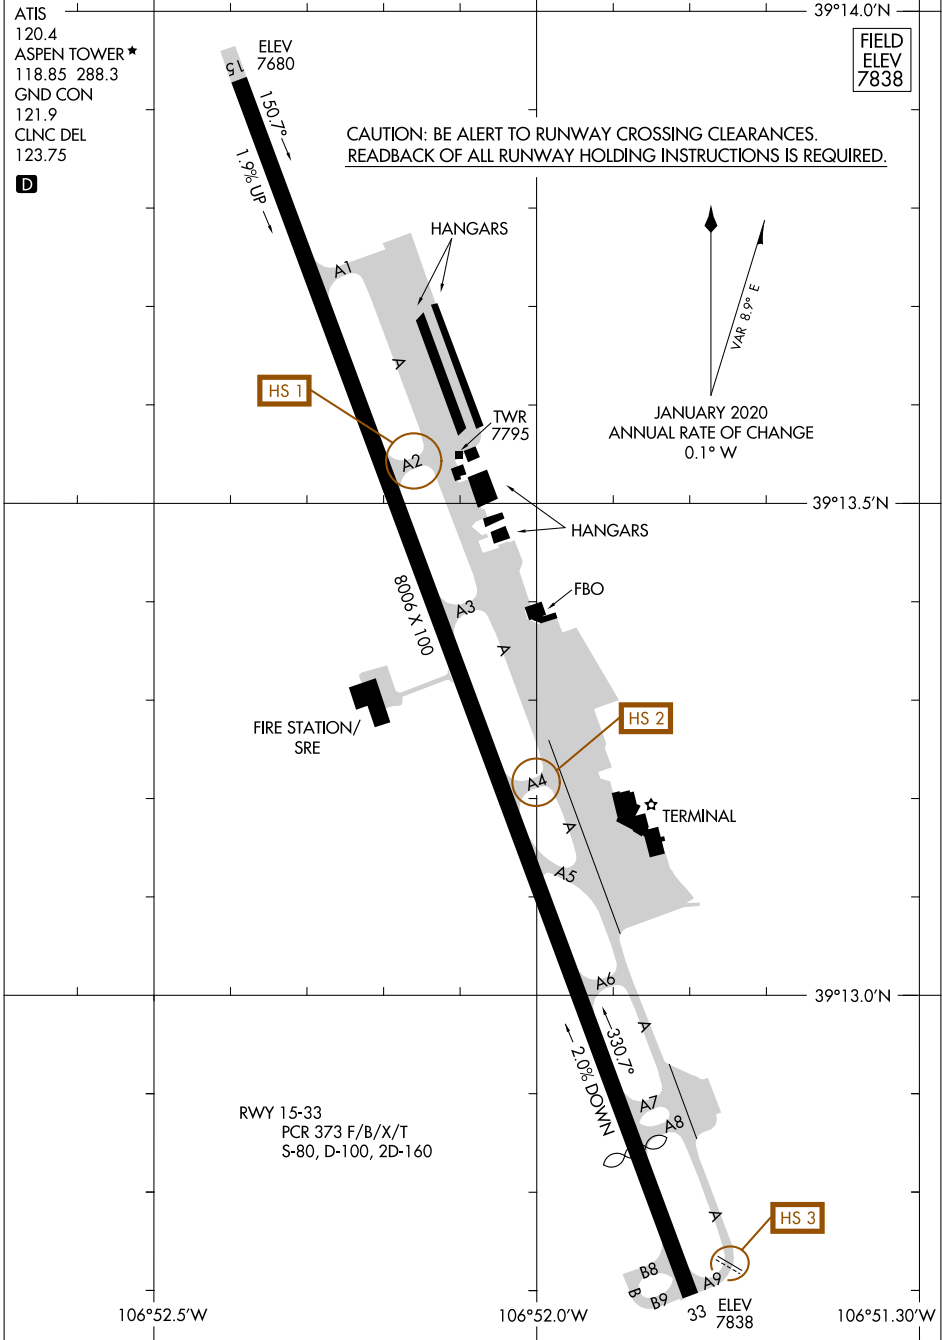 ATIS
120.4
ASPEN TOWER★
118.85 288.3
GND CON
121.9
CLNC DEL
123.75
D
39°14.0'N
FIELD
ELEV
7838
ELEV
7680
15
150.7°
1.9% UP
CAUTION: BE ALERT TO RUNWAY CROSSING CLEARANCES.
READBACK OF ALL RUNWAY HOLDING INSTRUCTIONS IS REQUIRED.
HANGARS
A1
VAR 8.9° E
A
HS 1
JANUARY 2020
ANNUAL RATE OF CHANGE
0.1° W
TWR
7795
A2
39°13.5'N
HANGARS
FBO
8006 X 100
A3
A
FIRE STATION/
SRE
HS 2
A4
TERMINAL
A
A5
A6
39°13.0'N
A
330.7°
2.0% DOWN
A7
A8
RWY 15-33
PCR 373 F/B/X/T
S-80, D-100, 2D-160
A
HS 3
B8
A9
B
B9
33
ELEV
7838
106°52.5'W
106°52.0'W
106°51.30'W